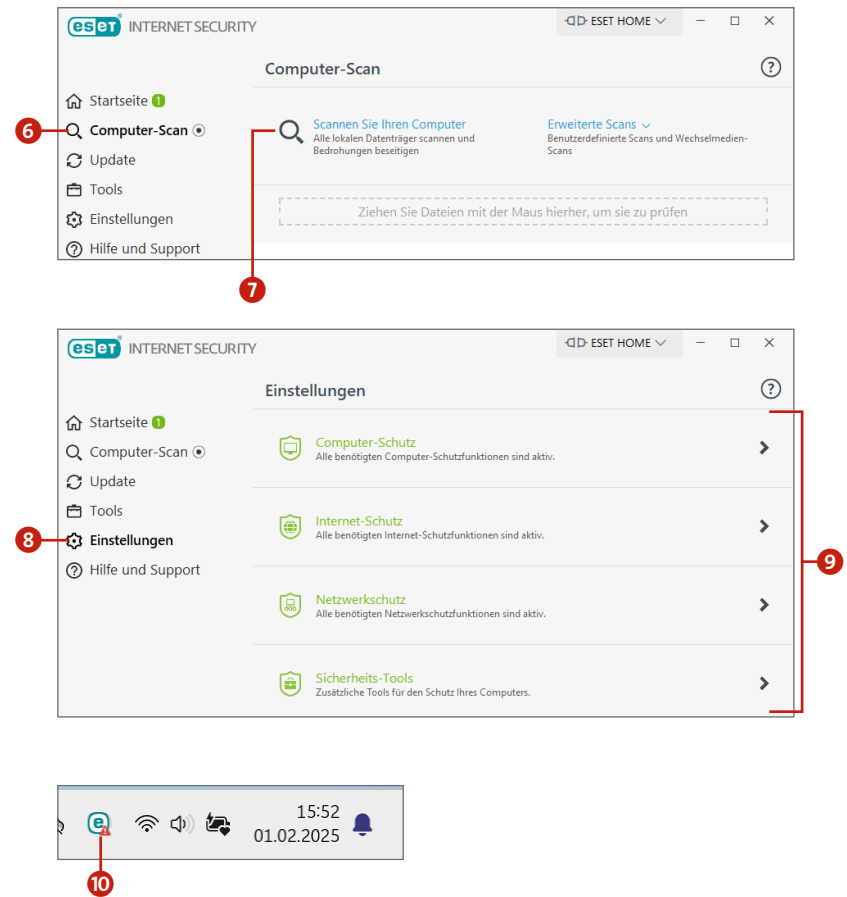 eset INTERNET SECURITY
ESET HOME
Computer-Scan
?
Startseite 1
6
Computer-Scan
Update
Tools
Einstellungen
Hilfe und Support
Scannen Sie Ihren Computer
Alle lokalen Datenträger scannen und
Bedrohungen beseitigen
Erweiterte Scans
Benutzerdefinierte Scans und Wechselmedien-
Scans
Ziehen Sie Dateien mit der Maus hierher, um sie zu prüfen
7
eset INTERNET SECURITY
ESET HOME
Einstellungen
?
Startseite 1
Computer-Scan
Update
Tools
8
Einstellungen
Hilfe und Support
Computer-Schutz
Alle benötigten Computer-Schutzfunktionen sind aktiv.
Internet-Schutz
Alle benötigten Internet-Schutzfunktionen sind aktiv.
Netzwerkschutz
Alle benötigten Netzwerkschutzfunktionen sind aktiv.
Sicherheits-Tools
Zusätzliche Tools für den Schutz Ihres Computers.
9
e
15:52
01.02.2025
10